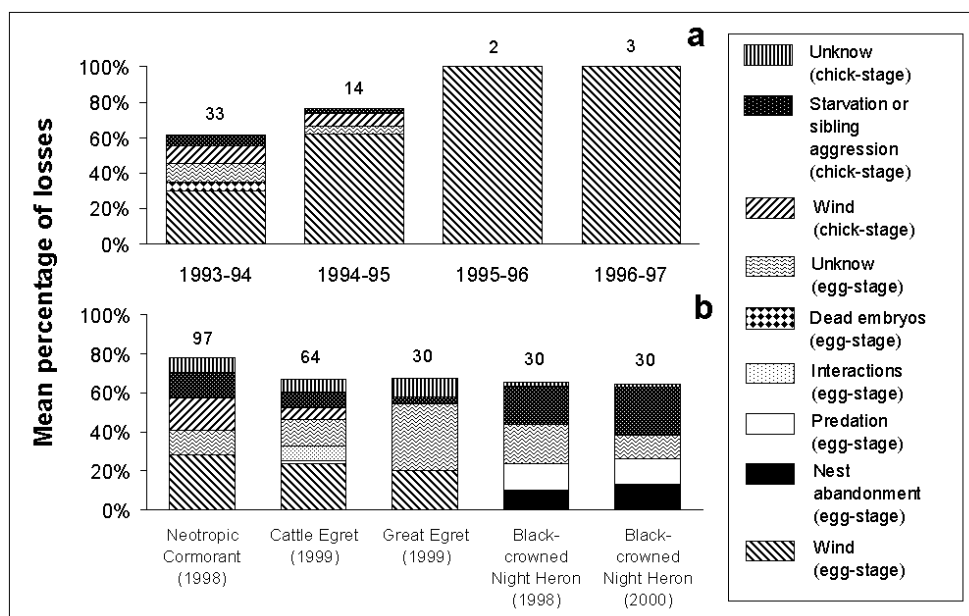 a
Mean percentage of losses
100%
80%
60%
40%
20%
0%
33
14
2
3
1993-94
1994-95
1995-96
1996-97
b
100%
80%
60%
40%
20%
0%
97
64
30
30
30
Neotropic
Cormorant
(1998)
Cattle Egret
(1999)
Great Egret
(1999)
Black-
crowned
Night Heron
(1998)
Black-
crowned
Night Heron
(2000)
Unknow
(chick-stage)
Starvation or
sibling
aggression
(chick-stage)
Wind
(chick-stage)
Unknow
(egg-stage)
Dead embryos
(egg-stage)
Interactions
(egg-stage)
Predation
(egg-stage)
Nest
abandonment
(egg-stage)
Wind
(egg-stage)